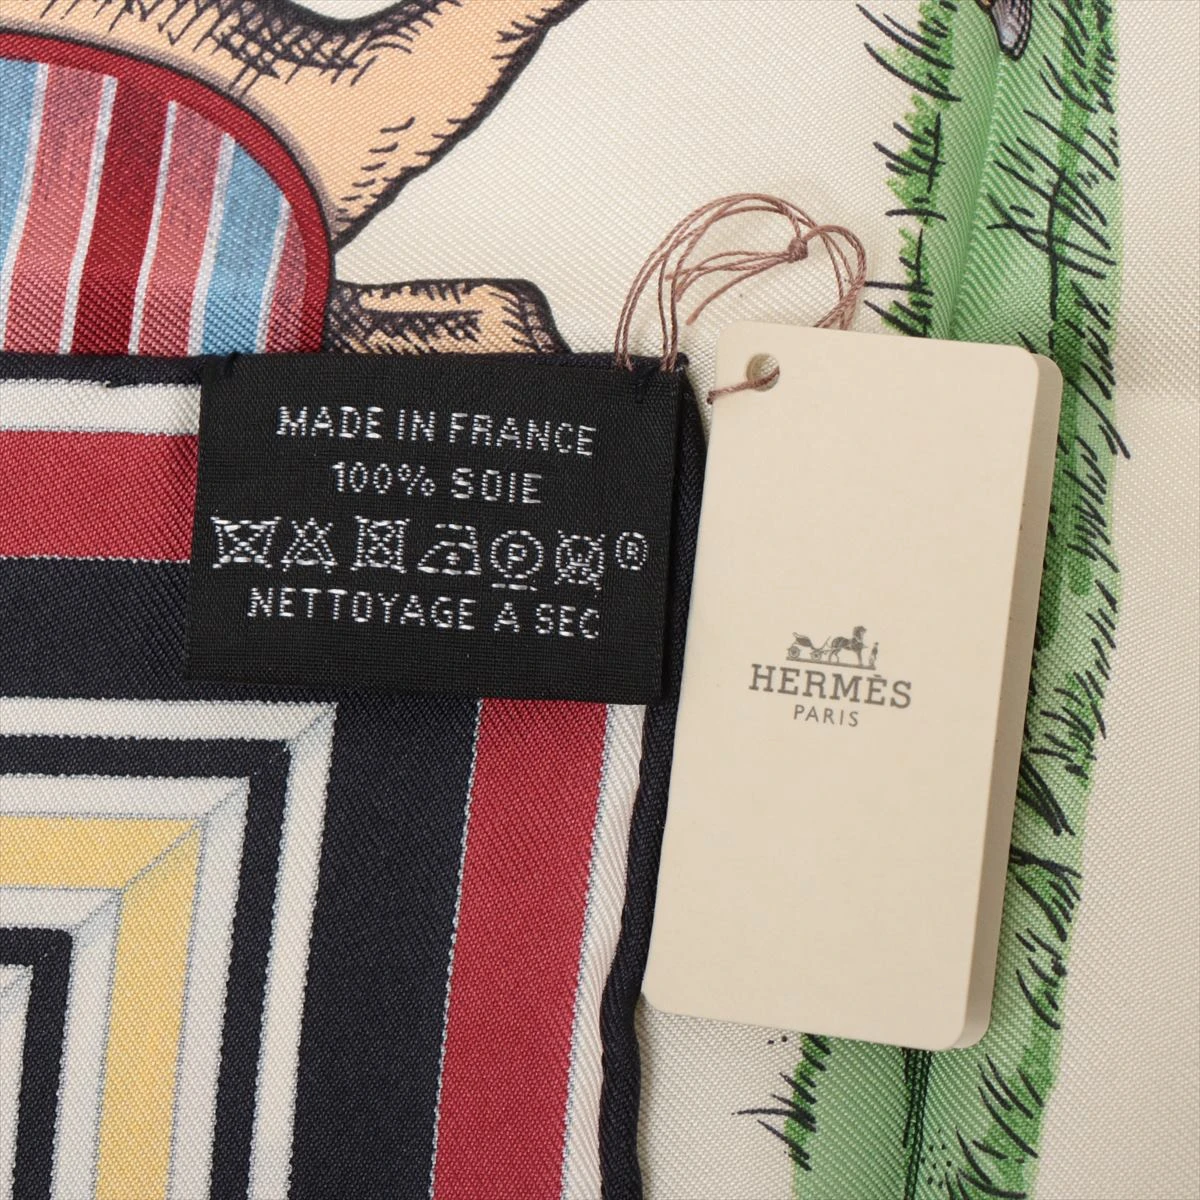 MADE IN FRANCE
100% SOIE
P W ®
NETTOYAGE A SEC
HERMÈS
PARIS